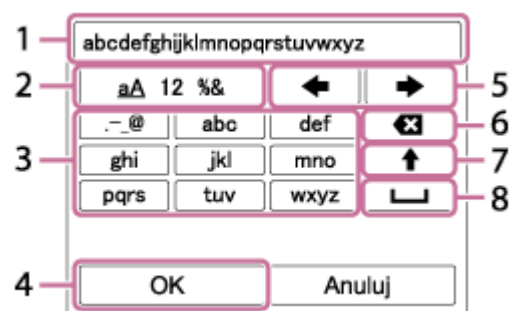 1 abcdefghijklmnopqrstuvwxyz
2 aA 12 %& 5
.-_@ abc def 6
3 ghi jkl mno 7
pqrs tuv wxyz 8
4 OK Anuluj